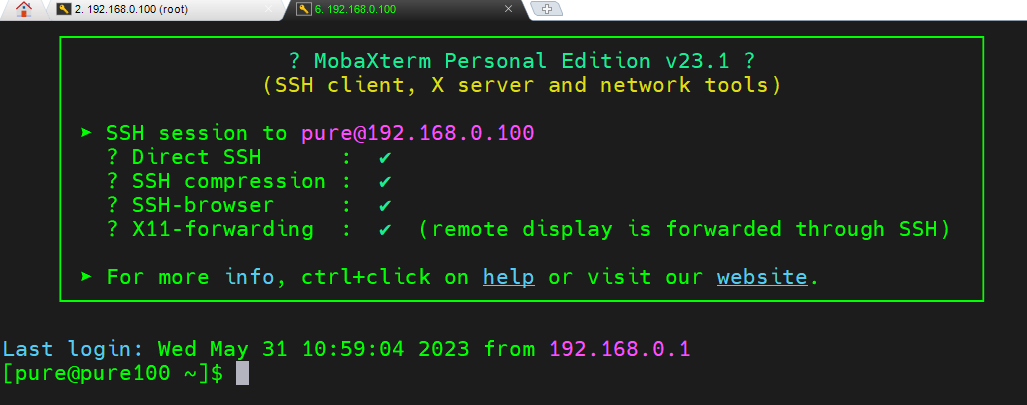 2. 192.168.0.100 (root)
6. 192.168.0.100
? MobaXterm Personal Edition v23.1 ?
(SSH client, X server and network tools)
➤ SSH session to pure@192.168.0.100
? Direct SSH : ✔
? SSH compression : ✔
? SSH-browser : ✔
? X11-forwarding : ✔ (remote display is forwarded through SSH)
➤ For more info, ctrl+click on help or visit our website.
Last login: Wed May 31 10:59:04 2023 from 192.168.0.1
[pure@pure100 ~]$